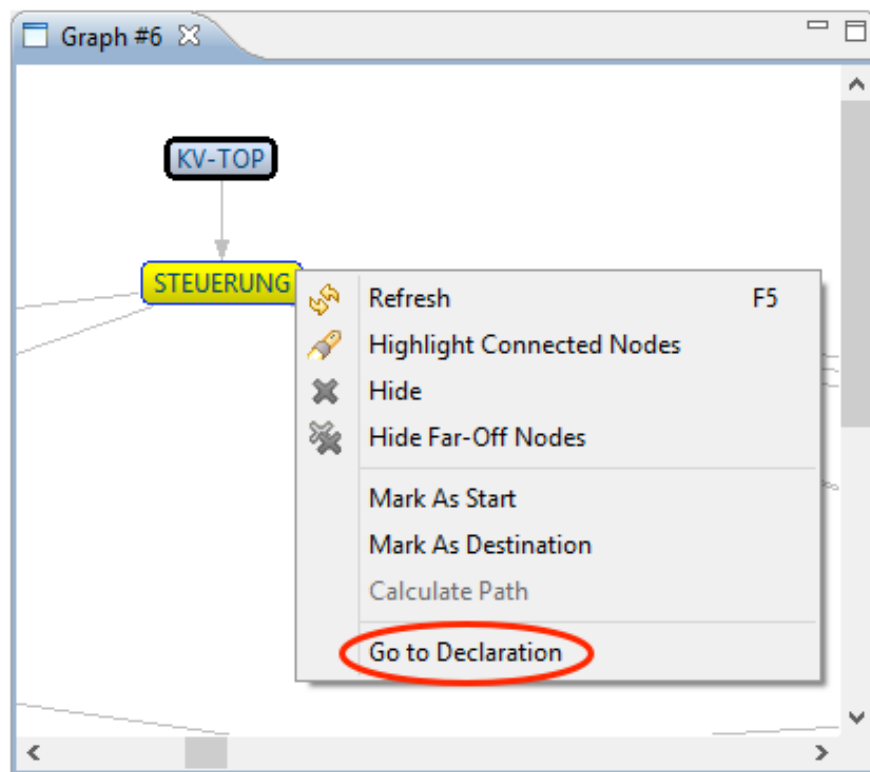 Graph #6
KV-TOP
STEUERUNG
Refresh F5
Highlight Connected Nodes
Hide
Hide Far-Off Nodes
Mark As Start
Mark As Destination
Calculate Path
Go to Declaration